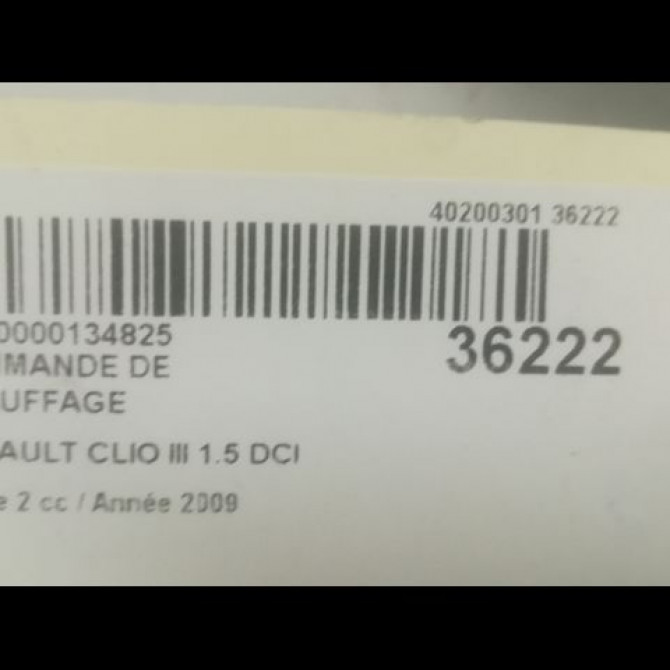 40200301 36222
0000134825
36222
MANDE DE
UFFAGE
AULT CLIO III 1.5 DCI
e 2 cc / Année 2009